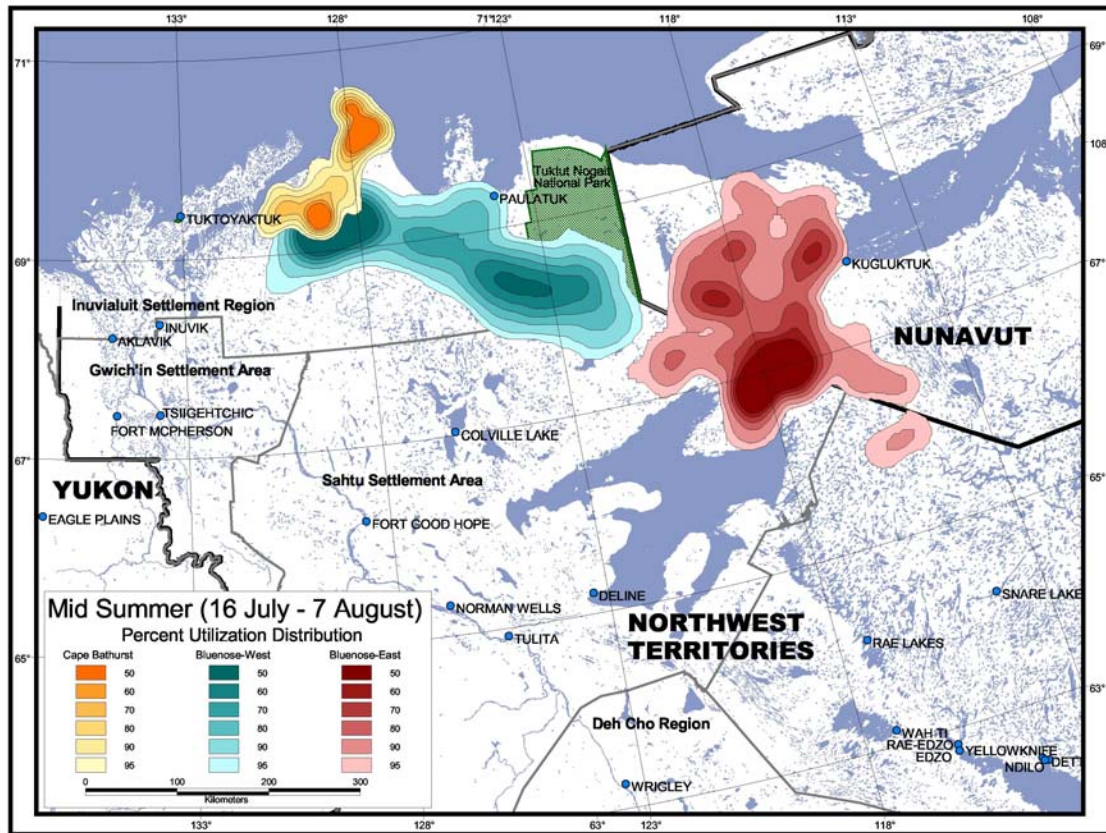 133° 128° 71° 123° 118° 113° 108°
71°
69°
108°
Tuktut Nogait
National Park
PAULATUK
TUKTOYAKTUK
69°
67°
KUGLUKTUK
Inuvialuit Settlement Region
INUVIK
AKLAVIK
NUNAVUT
Gwich'in Settlement Area
TSIIGEHTCHIC
FORT MCPHERSON
COLVILLE LAKE
67°
65°
Sahtu Settlement Area
YUKON
EAGLE PLAINS
FORT GOOD HOPE
DELINE
SNARE LAKE
NORMAN WELLS
NORTHWEST
TERRITORIES
TULITA
RAE LAKES
65°
63°
Deh Cho Region
WAH TI
RAE-EDZO
EDZO
YELLOWKNIFE
NDILO
DETT
WRIGLEY
Mid Summer (16 July - 7 August)
Percent Utilization Distribution
Cape Bathurst Bluenose-West Bluenose-East
50 50 50
60 60 60
70 70 70
80 80 80
90 90 90
95 95 95
0 100 200 300
Kilometers
133° 128° 63° 123° 118°